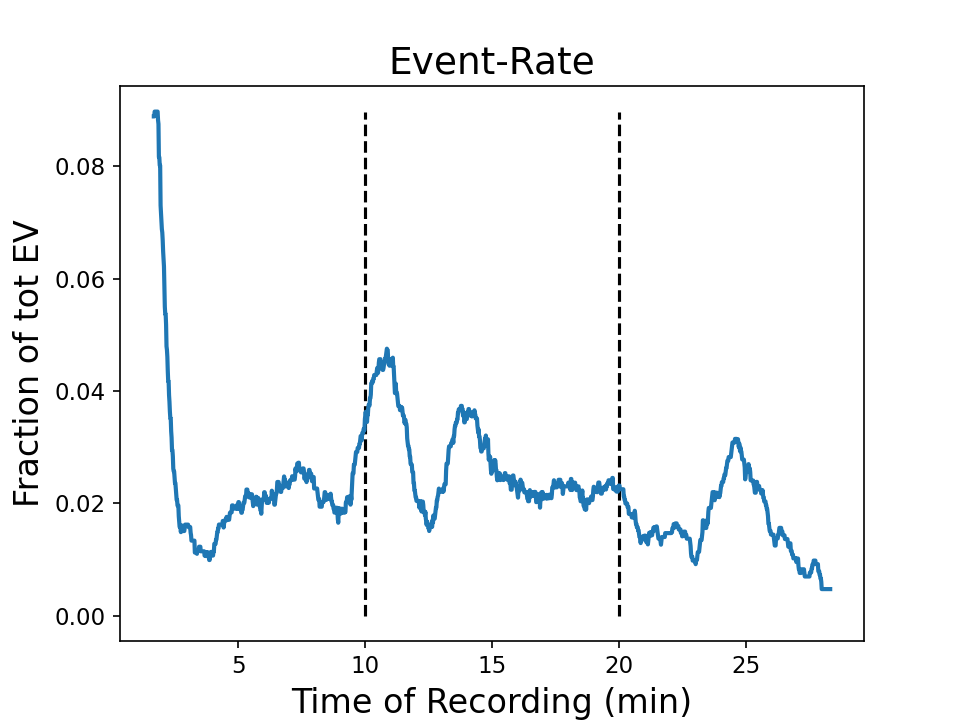 Event-Rate
Fraction of tot EV
0.08
0.06
0.04
0.02
0.00
5 10 15 20 25
Time of Recording (min)